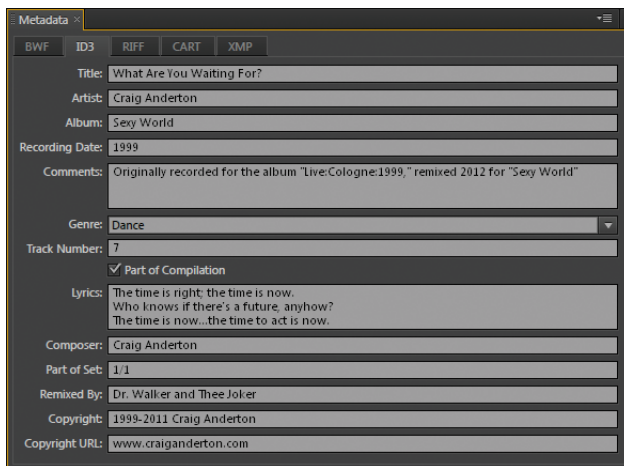 Metadata ×
BWF ID3 RIFF CART XMP
Title: What Are You Waiting For?
Artist: Craig Anderton
Album: Sexy World
Recording Date: 1999
Comments: Originally recorded for the album "Live:Cologne:1999," remixed 2012 for "Sexy World"
Genre: Dance
Track Number: 7
Part of Compilation
Lyrics: The time is right; the time is now.
Who knows if there's a future, anyhow?
The time is now...the time to act is now.
Composer: Craig Anderton
Part of Set: 1/1
Remixed By: Dr. Walker and Thee Joker
Copyright: 1999-2011 Craig Anderton
Copyright URL: www.craiganderton.com